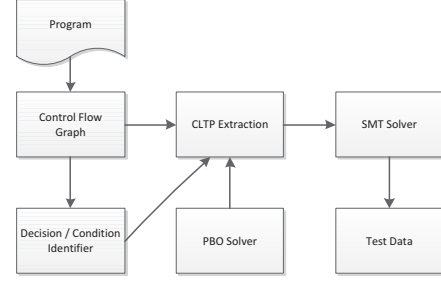 Program
Control Flow
Graph
CLTP Extraction
SMT Solver
Decision / Condition
Identifier
PBO Solver
Test Data